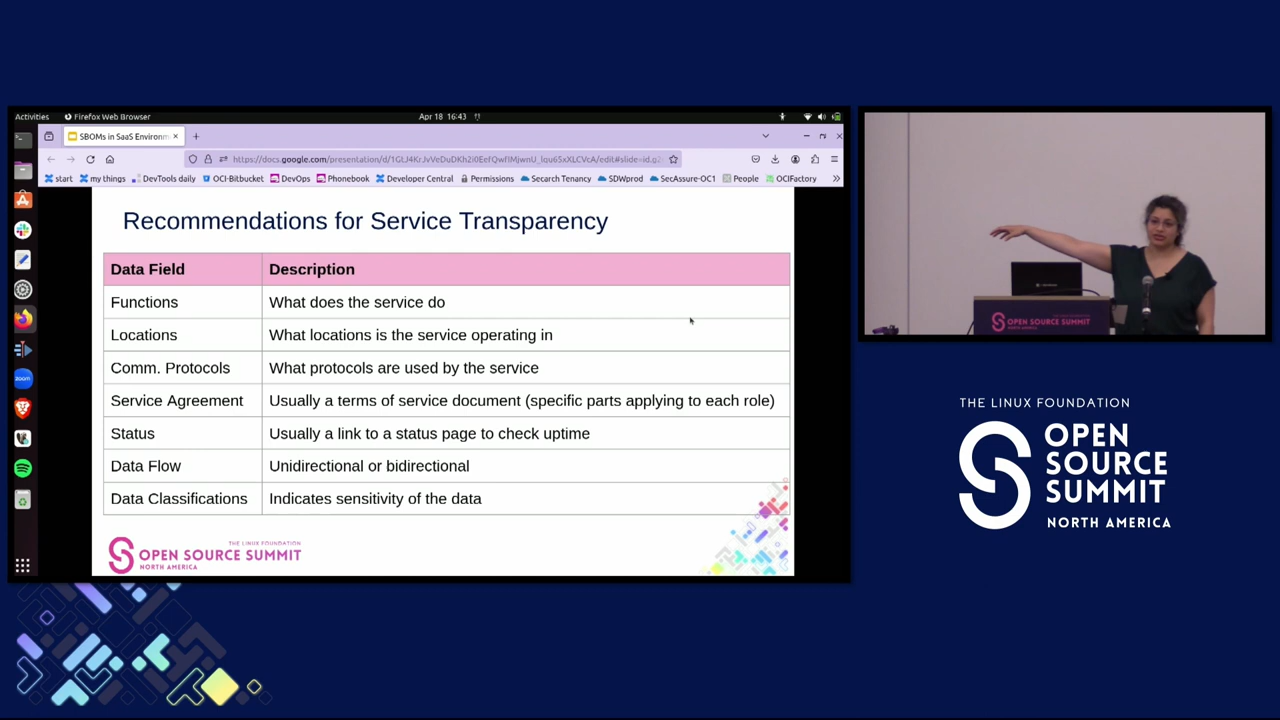 Activities
Firefox Web Browser
Apr 18 16:43
SBOMs in SaaS Environm
start
my things
DevTools daily
OCI-Bitbucket
DevOps
Phonebook
Developer Central
Permissions
Secarch Tenancy
SDWprod
SecAssure-OC1
People
OCIFactory
Recommendations for Service Transparency
Data Field Description
Functions What does the service do
Locations What locations is the service operating in
Comm. Protocols What protocols are used by the service
Service Agreement Usually a terms of service document (specific parts applying to each role)
Status Usually a link to a status page to check uptime
Data Flow Unidirectional or bidirectional
Data Classifications Indicates sensitivity of the data
THE LINUX FOUNDATION
OPEN SOURCE SUMMIT
NORTH AMERICA
zoom
OPEN SOURCE SUMMIT
NORTH AMERICA
THE LINUX FOUNDATION
OPEN
SOURCE
SUMMIT
NORTH AMERICA